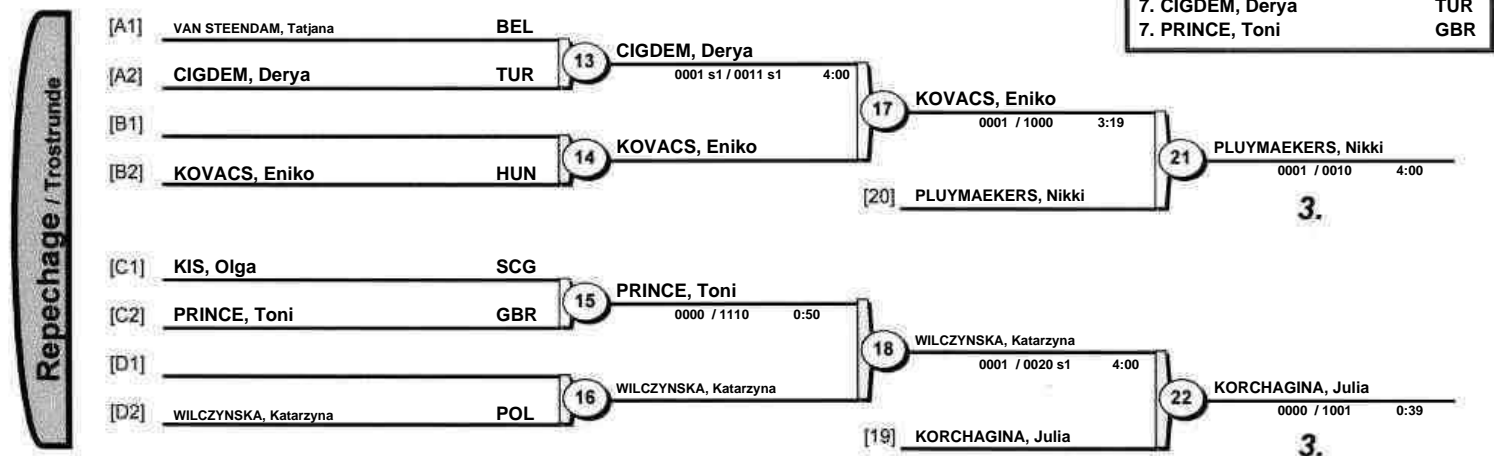 7. CIGDEM, Derya TUR
7. PRINCE, Toni GBR
Repechage / Trostrunde
[A1] VAN STEENDAM, Tatjana BEL
13 CIGDEM, Derya
0001 s1 / 0011 s1 4:00
[A2] CIGDEM, Derya TUR
17 KOVACS, Eniko
0001 / 1000 3:19
[B1]
14 KOVACS, Eniko
[B2] KOVACS, Eniko HUN
21 PLUYMAEKERS, Nikki
0001 / 0010 4:00
[20] PLUYMAEKERS, Nikki
3.
[C1] KIS, Olga SCG
15 PRINCE, Toni
0000 / 1110 0:50
[C2] PRINCE, Toni GBR
18 WILCZYNSKA, Katarzyna
0001 / 0020 s1 4:00
[D1]
16 WILCZYNSKA, Katarzyna
[D2] WILCZYNSKA, Katarzyna POL
22 KORCHAGINA, Julia
0000 / 1001 0:39
[19] KORCHAGINA, Julia
3.